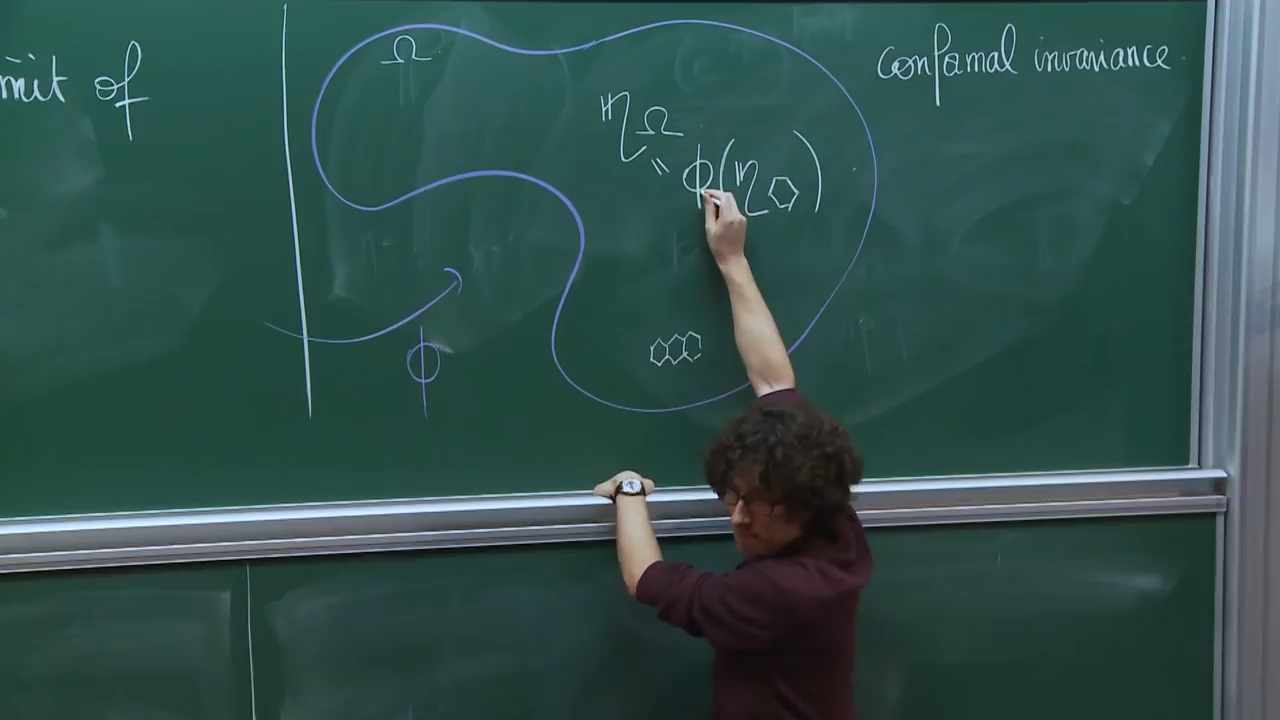 mit of
Ω
conformal invariance.
"η_Ω
= φ("η_⬡)
φ